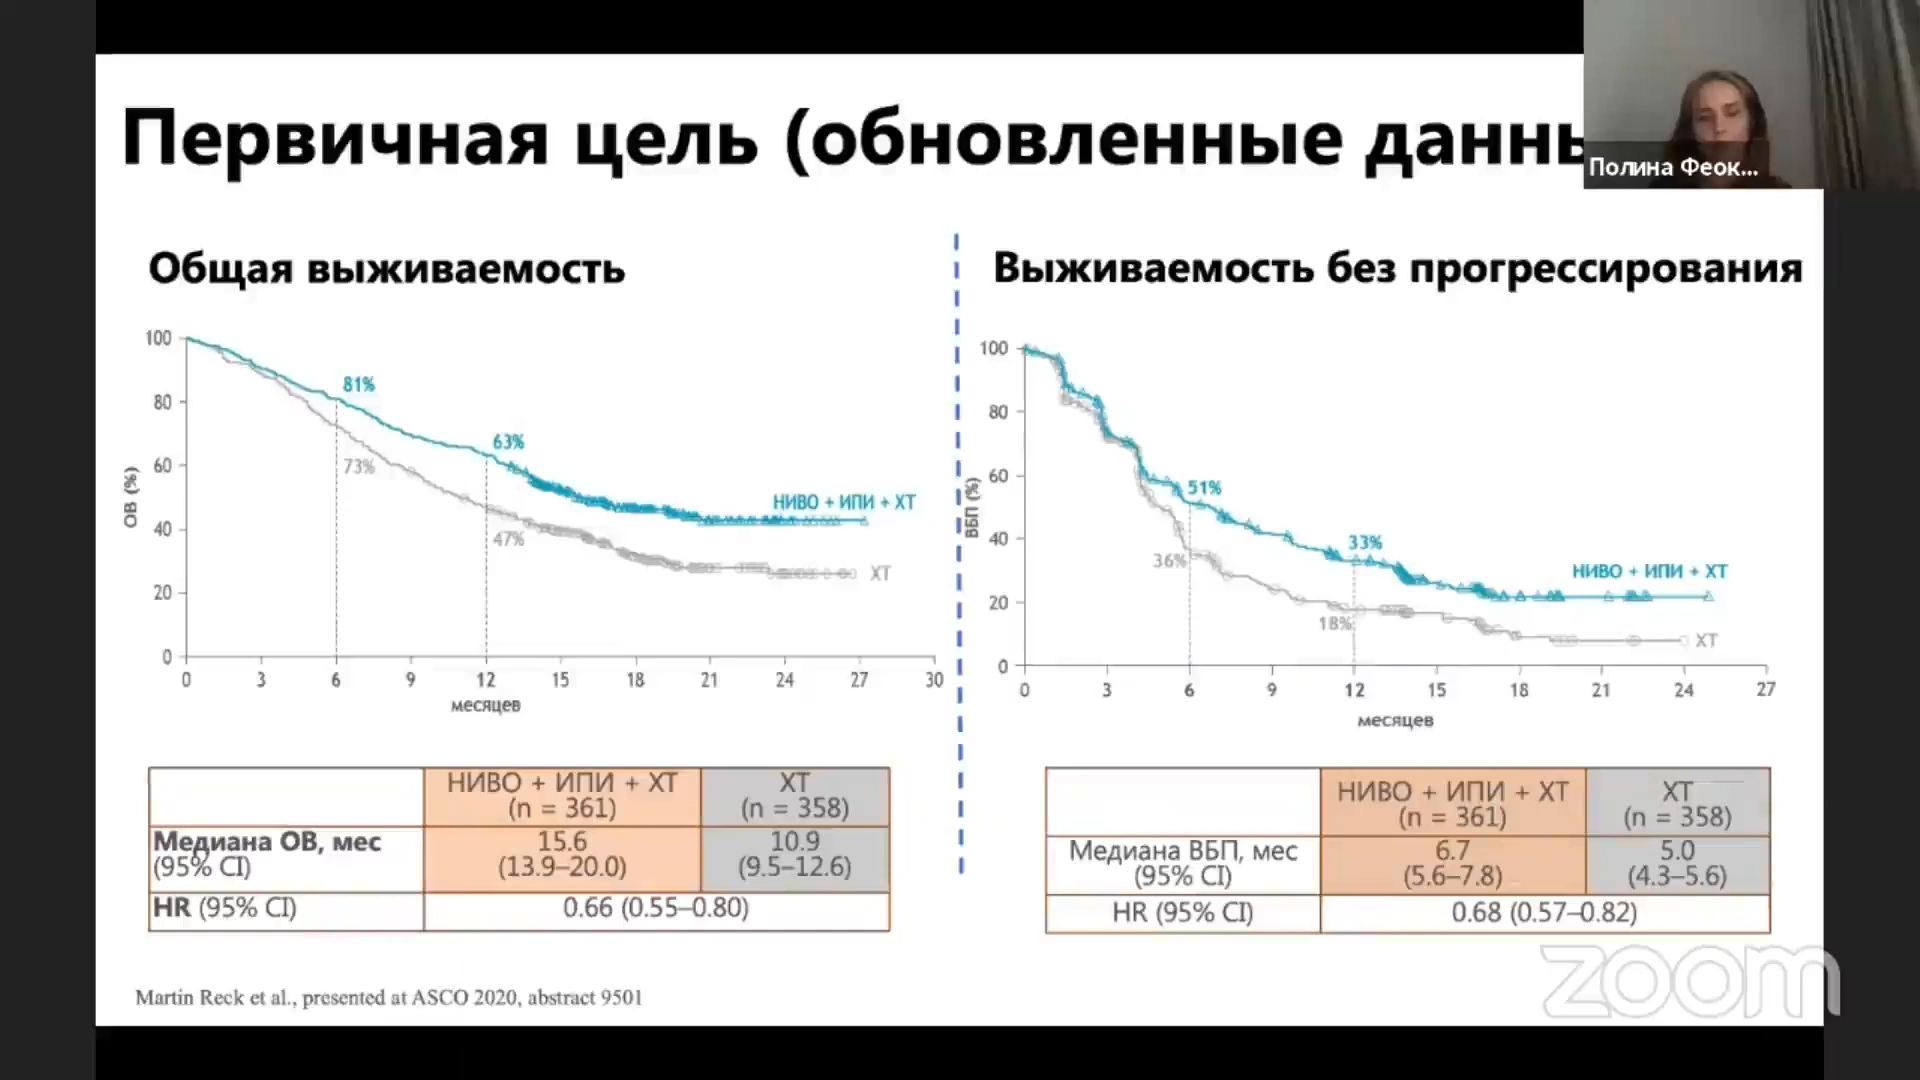 Первичная цель (обновленные данны
Полина Феок...
Общая выживаемость
100
80
60
40
20
0
ОВ (%)
81%
73%
63%
47%
НИВО + ИПИ + ХТ
ХТ
0 3 6 9 12 15 18 21 24 27 30
месяцев
НИВО + ИПИ + ХТ
(n = 361)
ХТ
(n = 358)
Медиана ОВ, мес
(95% CI)
15.6
(13.9–20.0)
10.9
(9.5–12.6)
HR (95% CI)
0.66 (0.55–0.80)
Выживаемость без прогрессирования
100
80
60
40
20
0
ВБП (%)
51%
36%
33%
18%
НИВО + ИПИ + ХТ
ХТ
0 3 6 9 12 15 18 21 24 27
месяцев
НИВО + ИПИ + ХТ
(n = 361)
ХТ
(n = 358)
Медиана ВБП, мес
(95% CI)
6.7
(5.6–7.8)
5.0
(4.3–5.6)
HR (95% CI)
0.68 (0.57–0.82)
Martin Reck et al., presented at ASCO 2020, abstract 9501
zoom